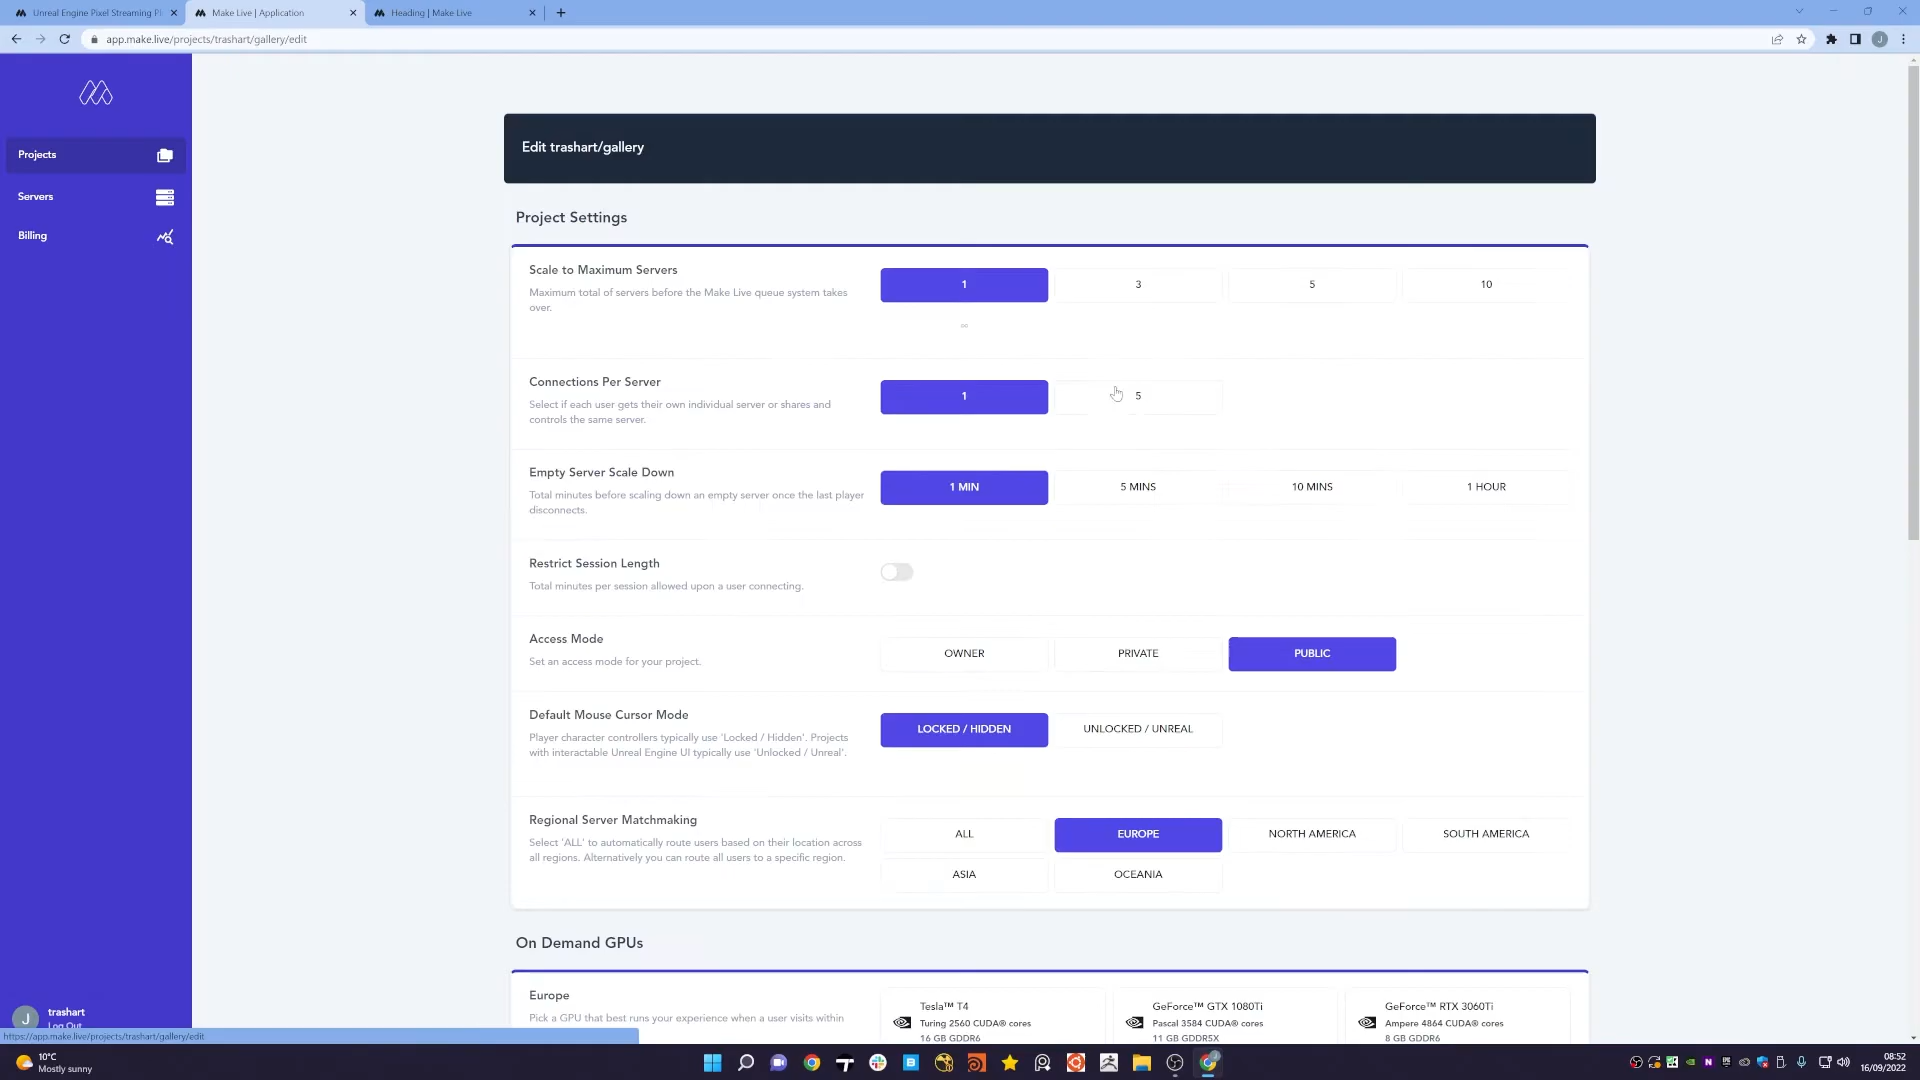 Unreal Engine Pixel Streaming Pl
Make Live | Application
Heading | Make Live
app.make.live/projects/trashart/gallery/edit
J
Projects
Servers
Billing
Edit trashart/gallery
Project Settings
Scale to Maximum Servers
Maximum total of servers before the Make Live queue system takes
over.
1
3
5
10
∞
Connections Per Server
Select if each user gets their own individual server or shares and
controls the same server.
1
5
Empty Server Scale Down
Total minutes before scaling down an empty server once the last player
disconnects.
1 MIN
5 MINS
10 MINS
1 HOUR
Restrict Session Length
Total minutes per session allowed upon a user connecting.
Access Mode
Set an access mode for your project.
OWNER
PRIVATE
PUBLIC
Default Mouse Cursor Mode
Player character controllers typically use 'Locked / Hidden'. Projects
with interactable Unreal Engine UI typically use 'Unlocked / Unreal'.
LOCKED / HIDDEN
UNLOCKED / UNREAL
Regional Server Matchmaking
Select 'ALL' to automatically route users based on their location across
all regions. Alternatively you can route all users to a specific region.
ALL
EUROPE
NORTH AMERICA
SOUTH AMERICA
ASIA
OCEANIA
On Demand GPUs
Europe
Pick a GPU that best runs your experience when a user visits within
Tesla™ T4
Turing 2560 CUDA® cores
16 GB GDDR6
GeForce™ GTX 1080Ti
Pascal 3584 CUDA® cores
11 GB GDDR5X
GeForce™ RTX 3060Ti
Ampere 4864 CUDA® cores
8 GB GDDR6
J
trashart
Log Out
https://app.make.live/projects/trashart/gallery/edit
10°C
Mostly sunny
08:52
16/09/2022